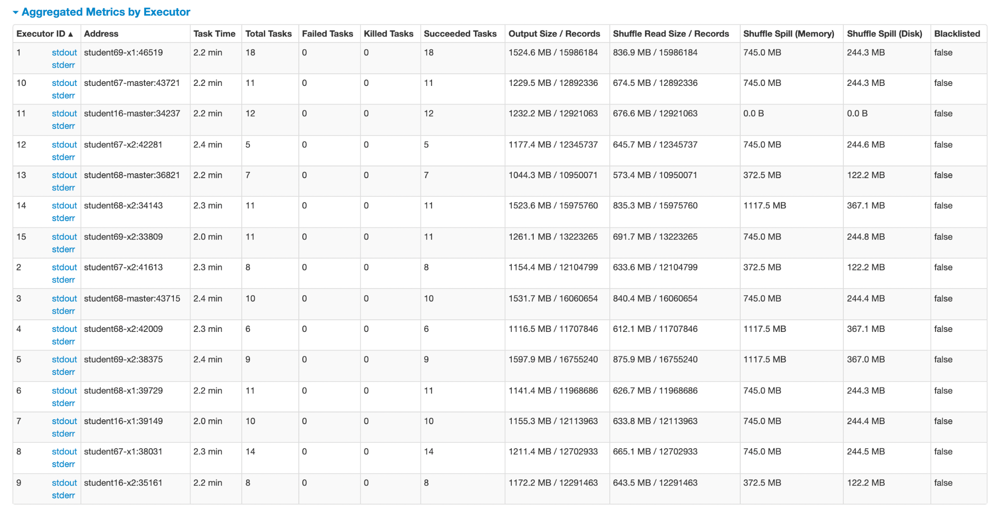 Aggregated Metrics by Executor
Executor ID ▲ Address Task Time Total Tasks Failed Tasks Killed Tasks Succeeded Tasks Output Size / Records Shuffle Read Size / Records Shuffle Spill (Memory) Shuffle Spill (Disk) Blacklisted
1 stdout student69-x1:46519 2.2 min 18 0 0 18 1524.6 MB / 15986184 836.9 MB / 15986184 745.0 MB 244.3 MB false
stderr
10 stdout student67-master:43721 2.2 min 11 0 0 11 1229.5 MB / 12892336 674.5 MB / 12892336 745.0 MB 244.3 MB false
stderr
11 stdout student16-master:34237 2.2 min 12 0 0 12 1232.2 MB / 12921063 676.6 MB / 12921063 0.0 B 0.0 B false
stderr
12 stdout student67-x2:42281 2.4 min 5 0 0 5 1177.4 MB / 12345737 645.7 MB / 12345737 745.0 MB 244.6 MB false
stderr
13 stdout student68-master:36821 2.2 min 7 0 0 7 1044.3 MB / 10950071 573.4 MB / 10950071 372.5 MB 122.2 MB false
stderr
14 stdout student68-x2:34143 2.3 min 11 0 0 11 1523.6 MB / 15975760 835.3 MB / 15975760 1117.5 MB 367.1 MB false
stderr
15 stdout student69-x2:33809 2.0 min 11 0 0 11 1261.1 MB / 13223265 691.7 MB / 13223265 745.0 MB 244.8 MB false
stderr
2 stdout student67-x2:41613 2.3 min 8 0 0 8 1154.4 MB / 12104799 633.6 MB / 12104799 372.5 MB 122.2 MB false
stderr
3 stdout student68-master:43715 2.4 min 10 0 0 10 1531.7 MB / 16060654 840.4 MB / 16060654 745.0 MB 244.4 MB false
stderr
4 stdout student68-x2:42009 2.3 min 6 0 0 6 1116.5 MB / 11707846 612.1 MB / 11707846 1117.5 MB 367.1 MB false
stderr
5 stdout student69-x2:38375 2.4 min 9 0 0 9 1597.9 MB / 16755240 875.9 MB / 16755240 1117.5 MB 367.0 MB false
stderr
6 stdout student68-x1:39729 2.2 min 11 0 0 11 1141.4 MB / 11968686 626.7 MB / 11968686 745.0 MB 244.3 MB false
stderr
7 stdout student16-x1:39149 2.0 min 10 0 0 10 1155.3 MB / 12113963 633.8 MB / 12113963 745.0 MB 244.4 MB false
stderr
8 stdout student67-x1:38031 2.3 min 14 0 0 14 1211.4 MB / 12702933 665.1 MB / 12702933 745.0 MB 244.5 MB false
stderr
9 stdout student16-x2:35161 2.2 min 8 0 0 8 1172.2 MB / 12291463 643.5 MB / 12291463 372.5 MB 122.2 MB false
stderr